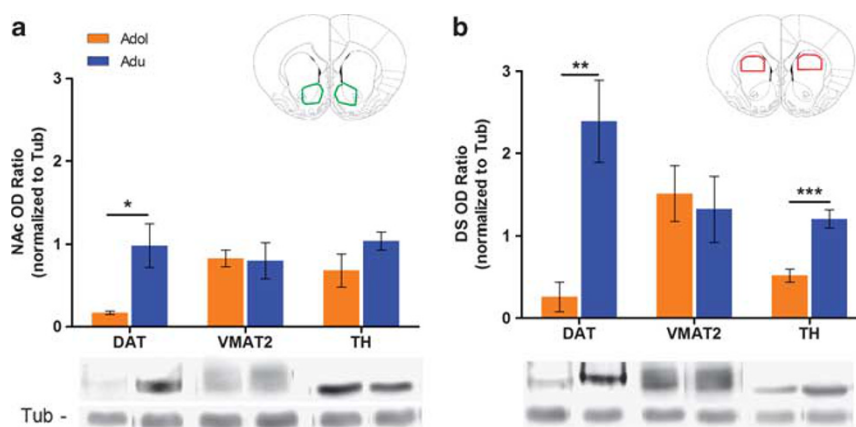 a
Adol
Adu
NAc OD Ratio
(normalized to Tub)
3
2
1
0
*
DAT
VMAT2
TH
Tub -
b
DS OD Ratio
(normalized to Tub)
3
2
1
0
**
***
DAT
VMAT2
TH